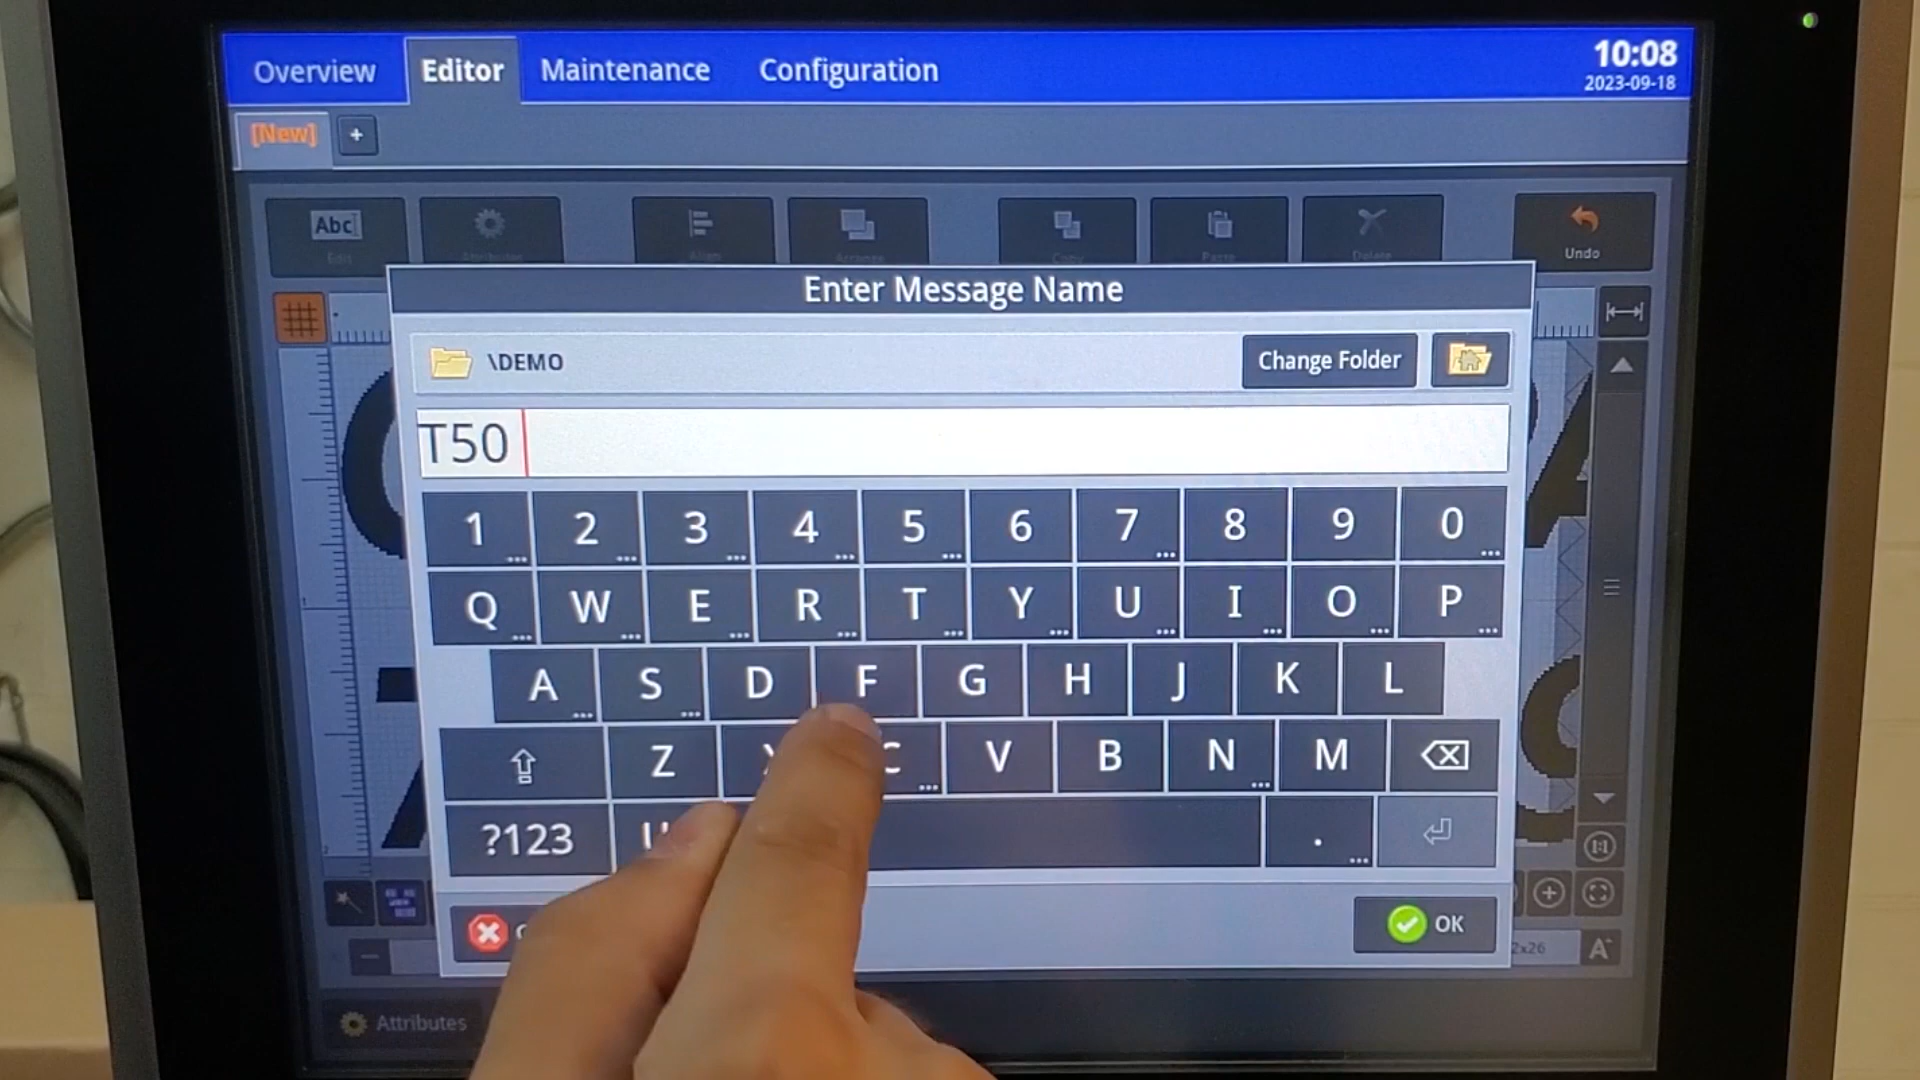 Overview Editor Maintenance Configuration 10:08
2023-09-18
[New] +
Abc
Edit Attributes Align Arrange Copy Paste Delete Undo
Enter Message Name
\DEMO Change Folder
T50
1 2 3 4 5 6 7 8 9 0
Q W E R T Y U I O P
A S D F G H J K L
Z C V B N M
?123 .
OK
2x26 A
Attributes